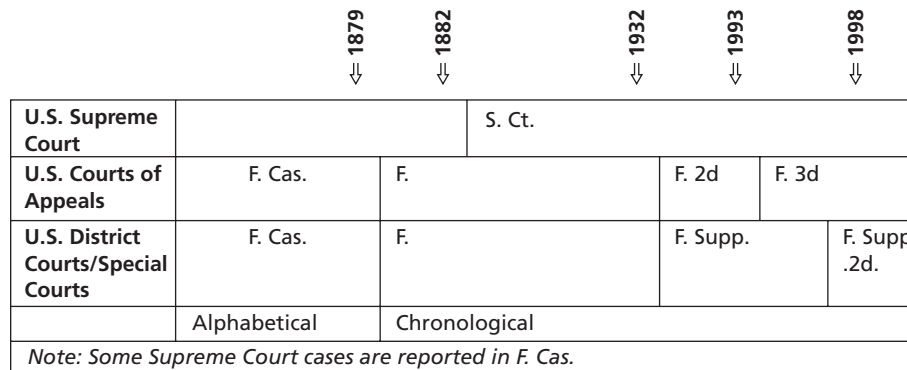 ⇐ 1879
⇐ 1882
⇐ 1932
⇐ 1993
⇐ 1998
U.S. Supreme
Court
S. Ct.
U.S. Courts of
Appeals
F. Cas.
F.
F. 2d
F. 3d
U.S. District
Courts/Special
Courts
F. Cas.
F.
F. Supp.
F. Supp
.2d.
Alphabetical
Chronological
Note: Some Supreme Court cases are reported in F. Cas.